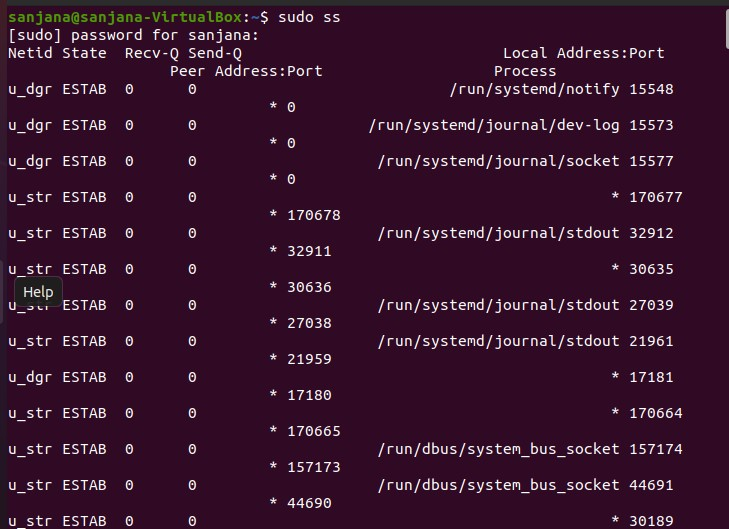 sanjana@sanjana-VirtualBox:~$ sudo ss
[sudo] password for sanjana:
Netid State Recv-Q Send-Q Local Address:Port
Peer Address:Port Process
u_dgr ESTAB 0 0 /run/systemd/notify 15548
* 0
u_dgr ESTAB 0 0 /run/systemd/journal/dev-log 15573
* 0
u_dgr ESTAB 0 0 /run/systemd/journal/socket 15577
* 0
u_str ESTAB 0 0 * 170677
* 170678
u_str ESTAB 0 0 /run/systemd/journal/stdout 32912
* 32911
u_str ESTAB 0 0 * 30635
* 30636
Help
u_str ESTAB 0 0 /run/systemd/journal/stdout 27039
* 27038
u_str ESTAB 0 0 /run/systemd/journal/stdout 21961
* 21959
u_dgr ESTAB 0 0 * 17181
* 17180
u_str ESTAB 0 0 * 170664
* 170665
u_str ESTAB 0 0 /run/dbus/system_bus_socket 157174
* 157173
u_str ESTAB 0 0 /run/dbus/system_bus_socket 44691
* 44690
u_str ESTAB 0 0 * 30189